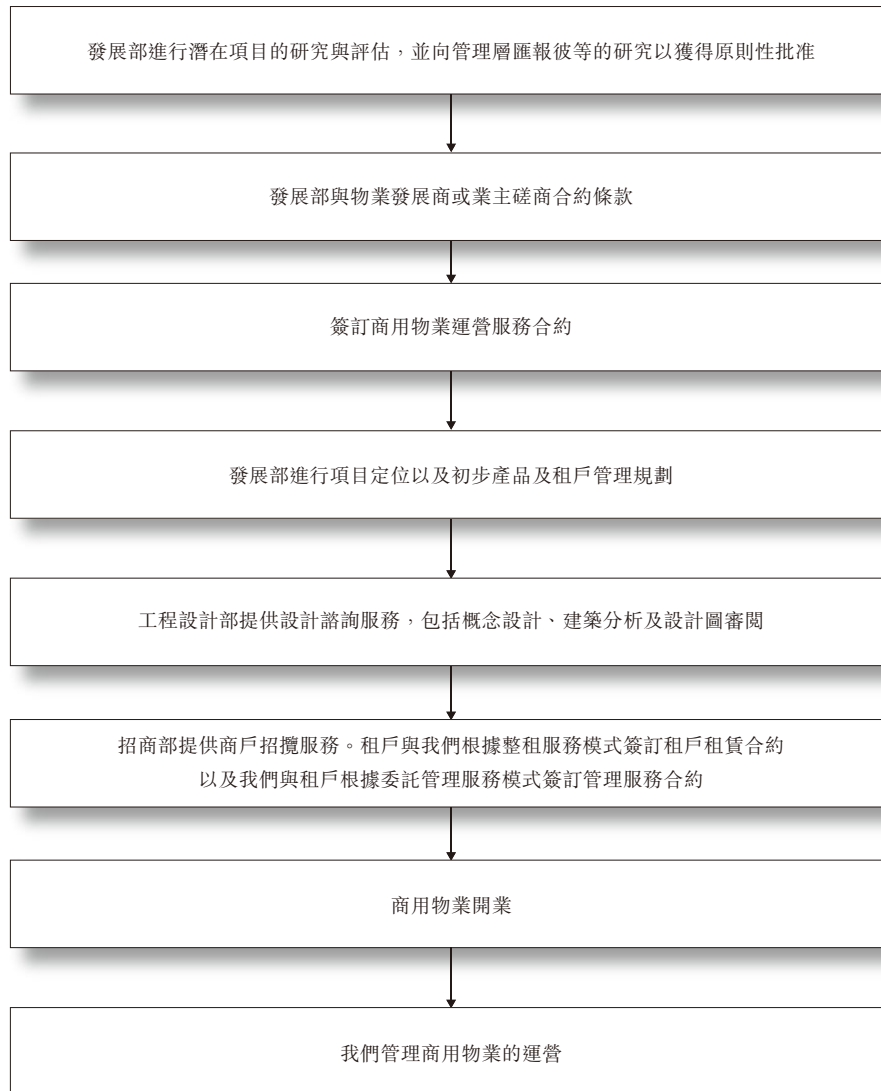 發展部進行潛在項目的研究與評估，並向管理層匯報彼等的研究以獲得原則性批准
發展部與物業發展商或業主磋商合約條款
簽訂商用物業運營服務合約
發展部進行項目定位以及初步產品及租戶管理規劃
工程設計部提供設計諮詢服務，包括概念設計、建築分析及設計圖審閲
招商部提供商戶招攬服務。租戶與我們根據整租服務模式簽訂租戶租賃合約
以及我們與租戶根據委託管理服務模式簽訂管理服務合約
商用物業開業
我們管理商用物業的運營